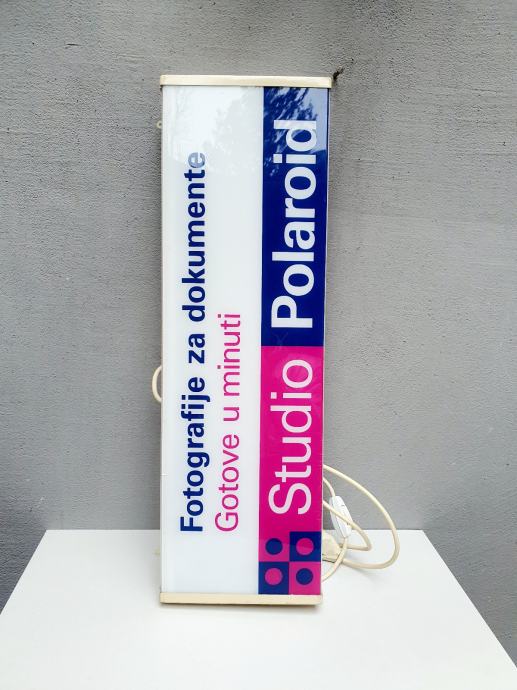 Fotografije za dokumente
Gotove u minuti
Studio Polaroid